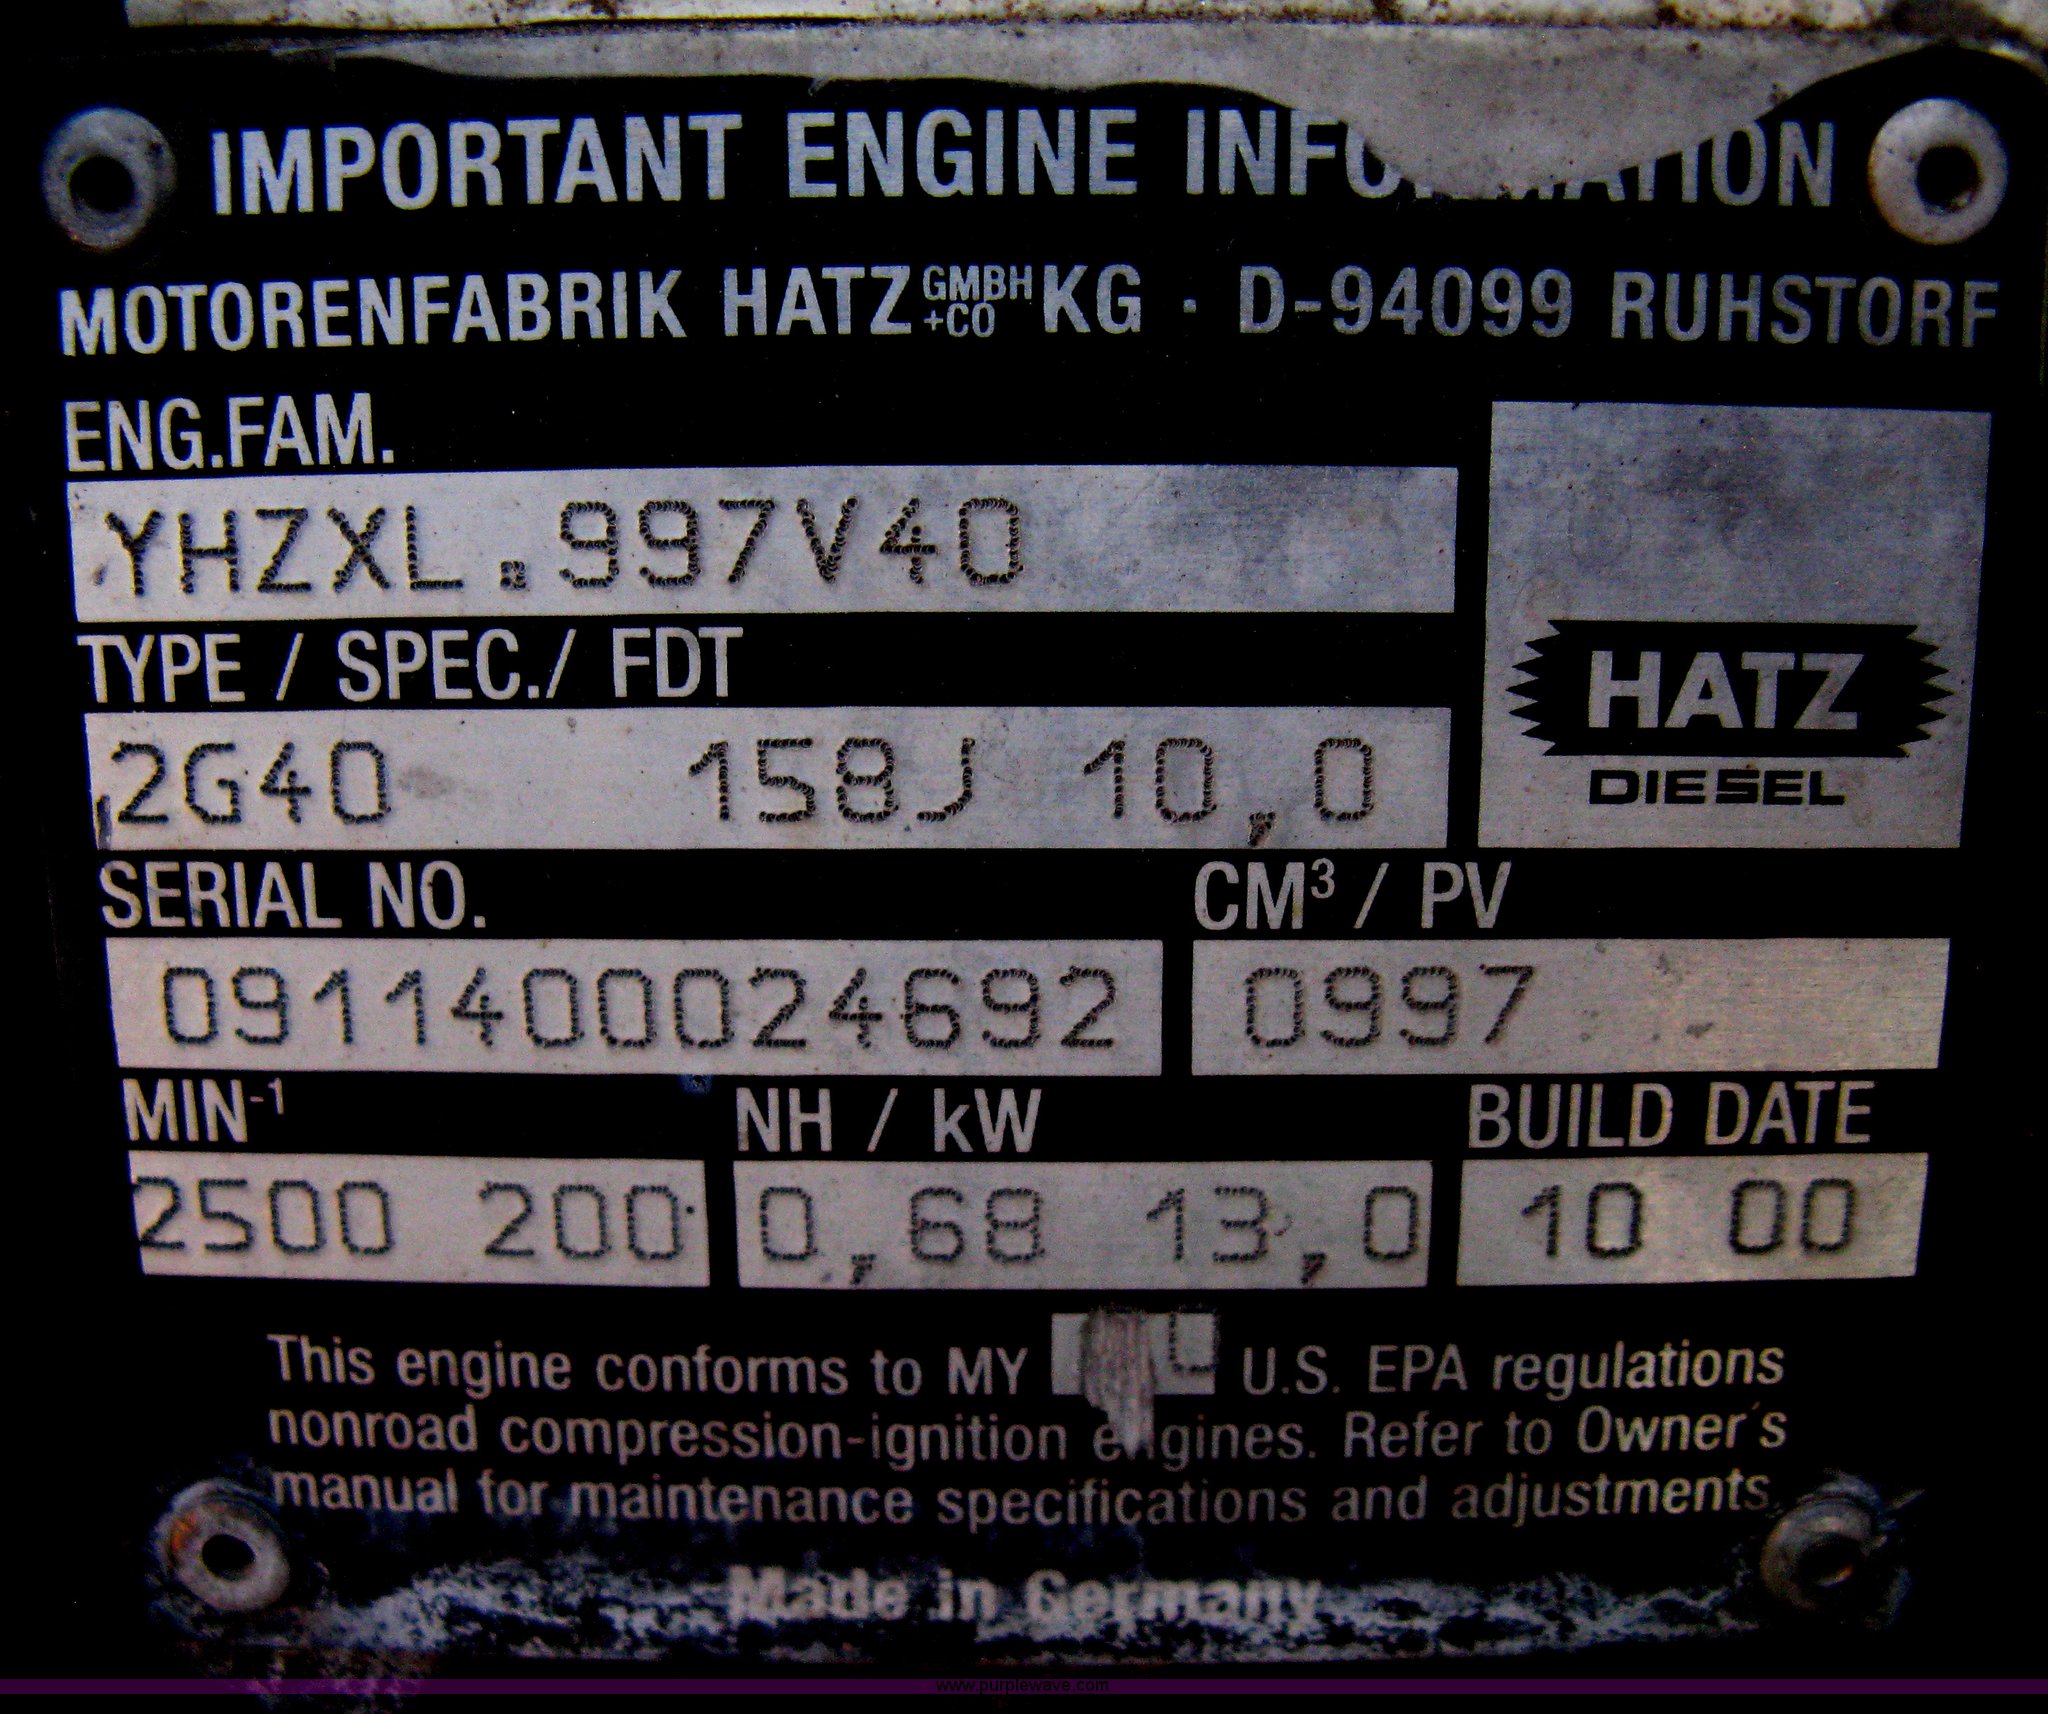 IMPORTANT ENGINE INFORMATION
MOTORENFABRIK HATZ GMBH +CO KG · D-94099 RUHSTORF
ENG.FAM.
YHZXL.997V40
TYPE / SPEC./ FDT
2G40 158J 10,0
HATZ
DIESEL
SERIAL NO. CM³ / PV
0911400024692 0997
MIN-¹ NH / kW BUILD DATE
2500 200 0,68 13,0 10 00
This engine conforms to MY U.S. EPA regulations
nonroad compression-ignition engines. Refer to Owner's
manual for maintenance specifications and adjustments.
Made in Germany
www.purplewave.com